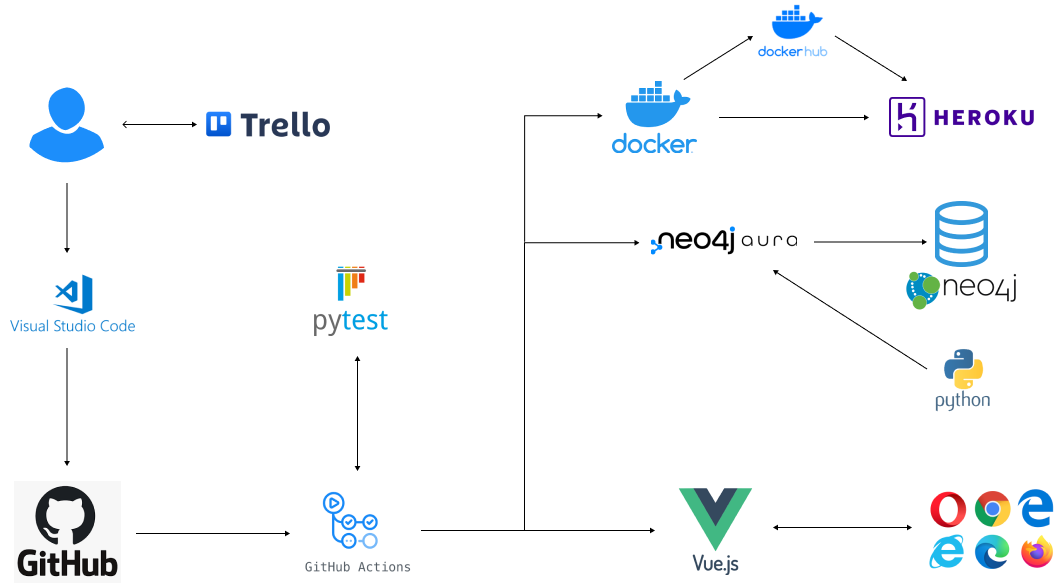 docker hub
Trello
docker
HEROKU
neo4j aura
neo4j
Visual Studio Code
pytest
python
GitHub
GitHub Actions
Vue.js